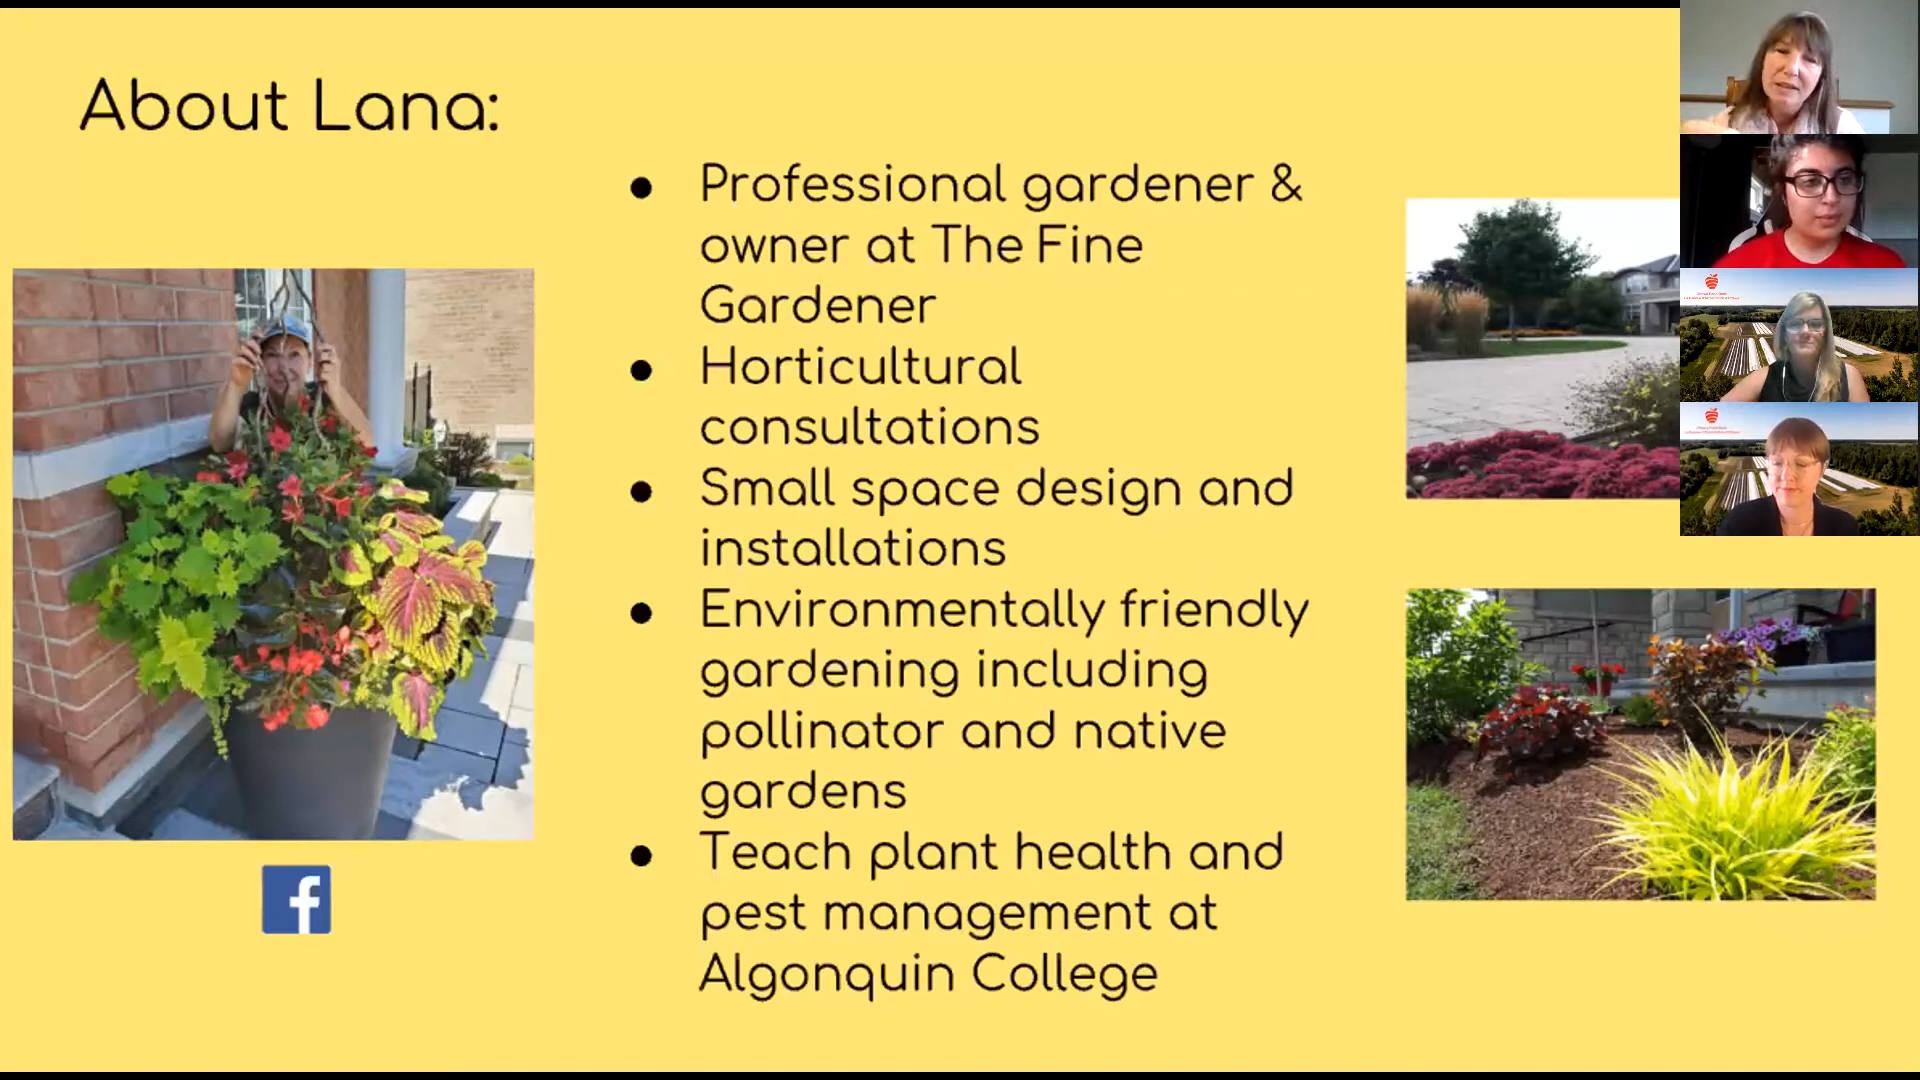 About Lana:
● Professional gardener &
owner at The Fine
Gardener
● Horticultural
consultations
● Small space design and
installations
● Environmentally friendly
gardening including
pollinator and native
gardens
● Teach plant health and
pest management at
Algonquin College